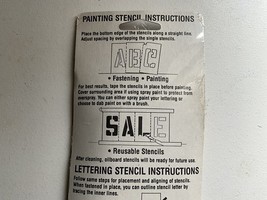 PAINTING STENCIL INSTRUCTIONS
Place the bottom edge of the stencils along a straight line.
Adjust spacing by overlapping the single stencils.
ABC
• Fastening • Painting
For best results, tape the stencils in place before painting.
Cover surrounding area if using spray paint to protect from
overspray. You can either spray paint your lettering or
choose to dab paint on with a brush.
SALE
• Reusable Stencils
After cleaning, oilboard stencils will be ready for future use.
LETTERING STENCIL INSTRUCTIONS
Follow same steps for placement and aligning of stencils.
When fastened in place, you can outline stencil letter by
tracing the inner lines.